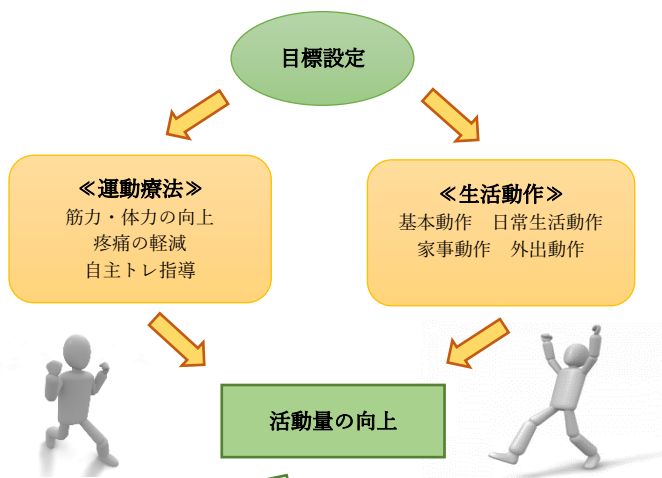 目標設定
≪運動療法≫
筋力・体力の向上
疼痛の軽減
自主トレ指導
≪生活動作≫
基本動作　日常生活動作
家事動作　外出動作
活動量の向上